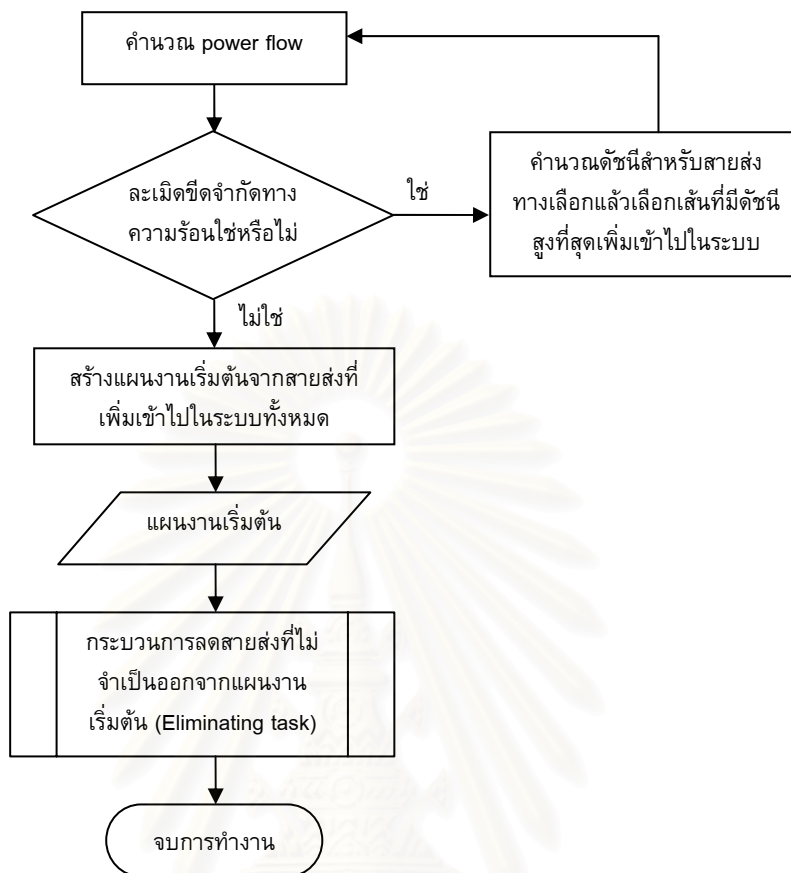 คำนวณ power flow
ละเมิดขีดจำกัดทาง
ความร้อนใช่หรือไม่
ใช่
คำนวณดัชนีสำหรับสายส่ง
ทางเลือกแล้วเลือกเส้นที่มีดัชนี
สูงที่สุดเพิ่มเข้าไปในระบบ
ไม่ใช่
สร้างแผนงานเริ่มต้นจากสายส่งที่
เพิ่มเข้าไปในระบบทั้งหมด
แผนงานเริ่มต้น
กระบวนการลดสายส่งที่ไม่
จำเป็นออกจากแผนงาน
เริ่มต้น (Eliminating task)
จบการทำงาน